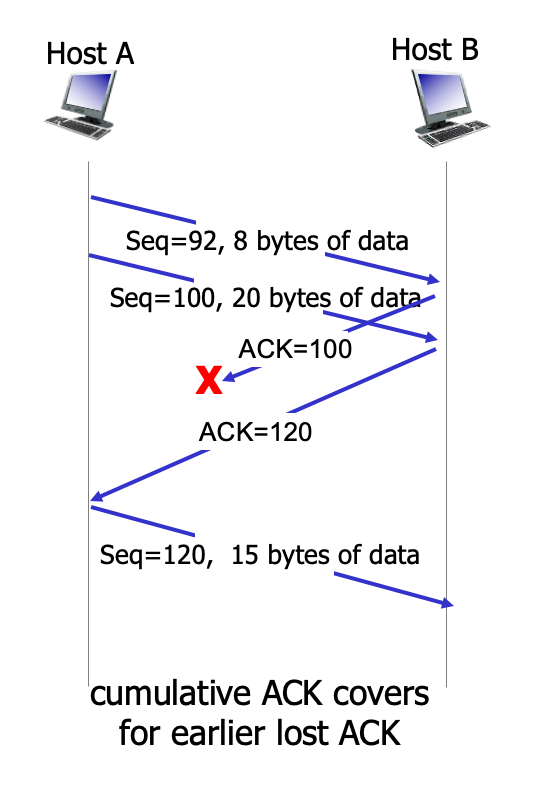 Host A
Host B
Seq=92, 8 bytes of data
Seq=100, 20 bytes of data
ACK=100
X
ACK=120
Seq=120,  15 bytes of data
cumulative ACK covers
for earlier lost ACK